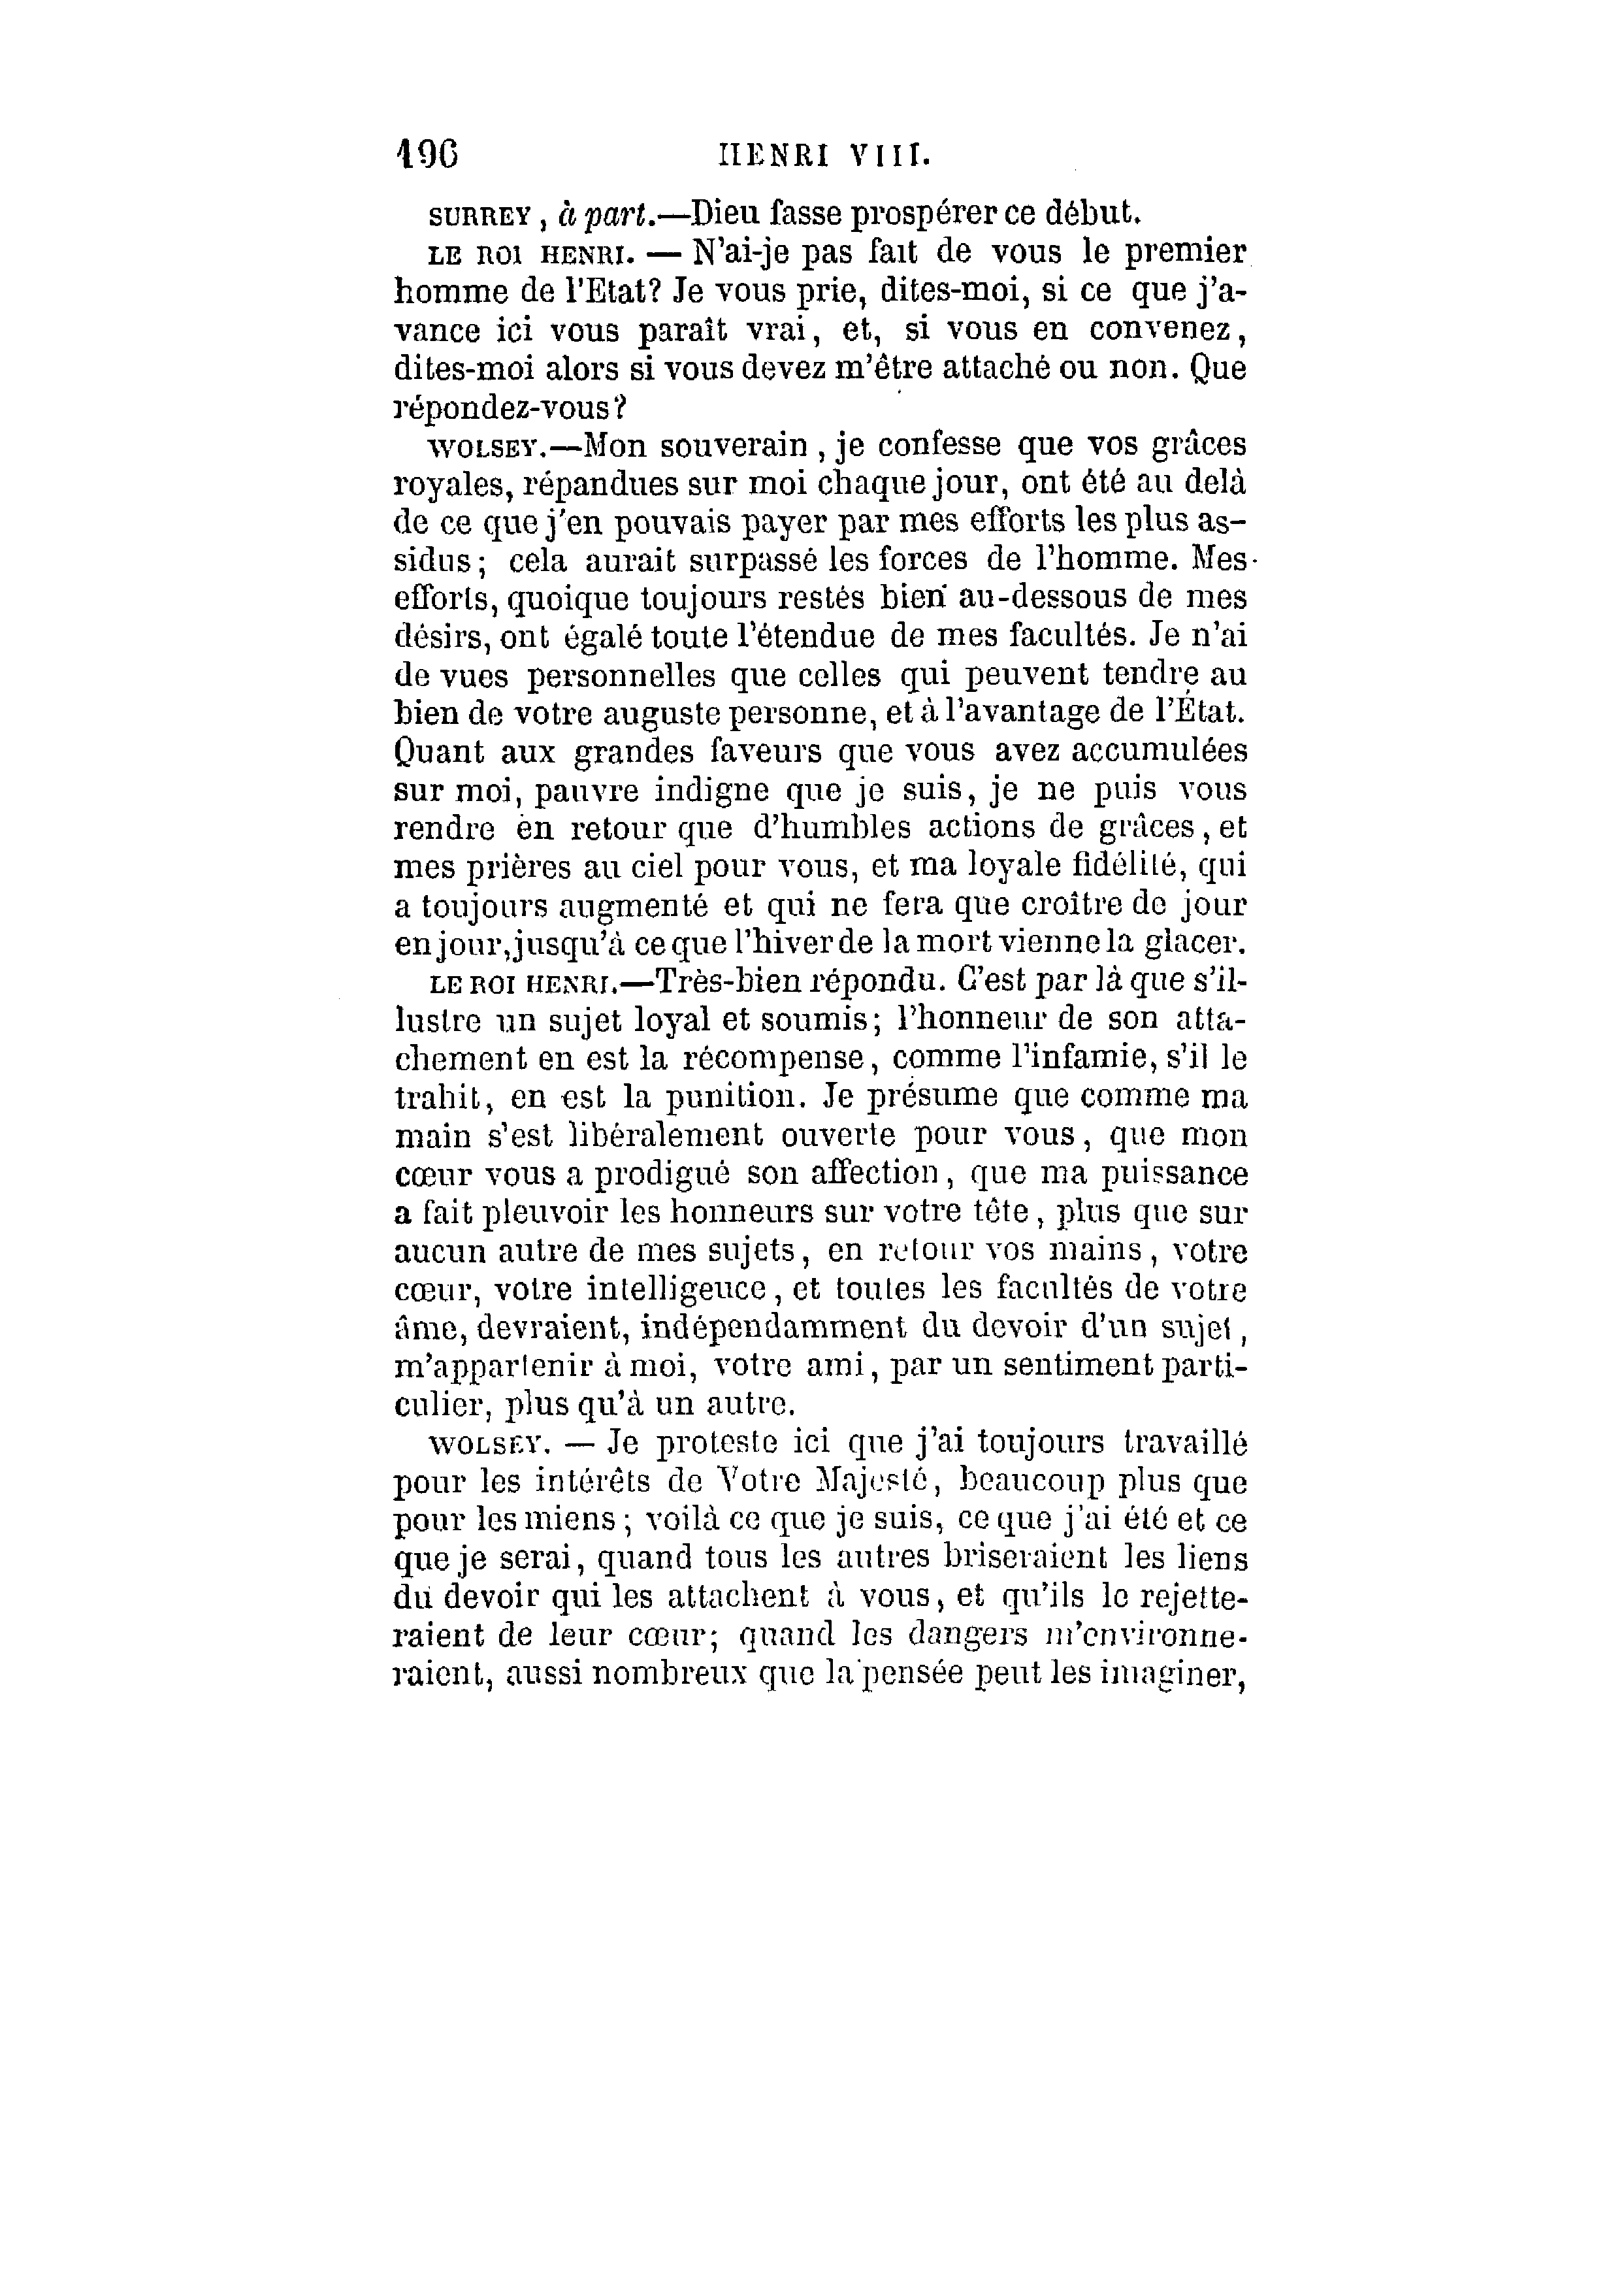 196 HENRI VIII.
SURREY, à part.—Dieu fasse prospérer ce début.
LE ROI HENRI. — N'ai-je pas fait de vous le premier
homme de l'Etat? Je vous prie, dites-moi, si ce que j'a-
vance ici vous paraît vrai, et, si vous en convenez,
dites-moi alors si vous devez m'être attaché ou non. Que
répondez-vous?
WOLSEY.—Mon souverain, je confesse que vos grâces
royales, répandues sur moi chaque jour, ont été au delà
de ce que j'en pouvais payer par mes efforts les plus as-
sidus; cela aurait surpassé les forces de l'homme. Mes
efforts, quoique toujours restés bien au-dessous de mes
désirs, ont égalé toute l'étendue de mes facultés. Je n'ai
de vues personnelles que celles qui peuvent tendre au
bien de votre auguste personne, et à l'avantage de l'État.
Quant aux grandes faveurs que vous avez accumulées
sur moi, pauvre indigne que je suis, je ne puis vous
rendre en retour que d'humbles actions de grâces, et
mes prières au ciel pour vous, et ma loyale fidélité, qui
a toujours augmenté et qui ne fera que croître de jour
en jour, jusqu'à ce que l'hiver de la mort vienne la glacer.
LE ROI HENRI.—Très-bien répondu. C'est par là que s'il-
lustre un sujet loyal et soumis; l'honneur de son atta-
chement en est la récompense, comme l'infamie, s'il le
trahit, en est la punition. Je présume que comme ma
main s'est libéralement ouverte pour vous, que mon
cœur vous a prodigué son affection, que ma puissance
a fait pleuvoir les honneurs sur votre tête, plus que sur
aucun autre de mes sujets, en retour vos mains, votre
cœur, votre intelligence, et toutes les facultés de votre
âme, devraient, indépendamment du devoir d'un sujet,
m'appartenir à moi, votre ami, par un sentiment parti-
culier, plus qu'à un autre.
WOLSEY. — Je proteste ici que j'ai toujours travaillé
pour les intérêts de Votre Majesté, beaucoup plus que
pour les miens; voilà ce que je suis, ce que j'ai été et ce
que je serai, quand tous les autres briseraient les liens
du devoir qui les attachent à vous, et qu'ils le rejette-
raient de leur cœur; quand les dangers m'environne-
raient, aussi nombreux que la pensée peut les imaginer,